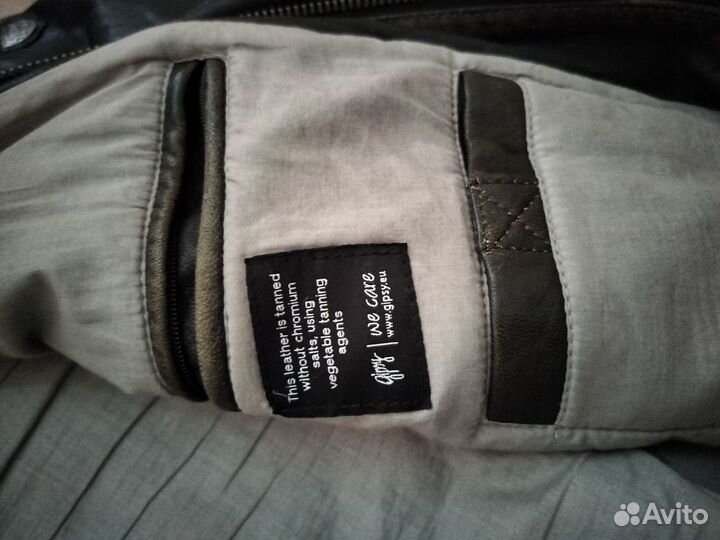 This leather is tanned
without chromium
salts, using
vegetable tanning
agents
gipsy | we care
www.gipsy.eu
Avito